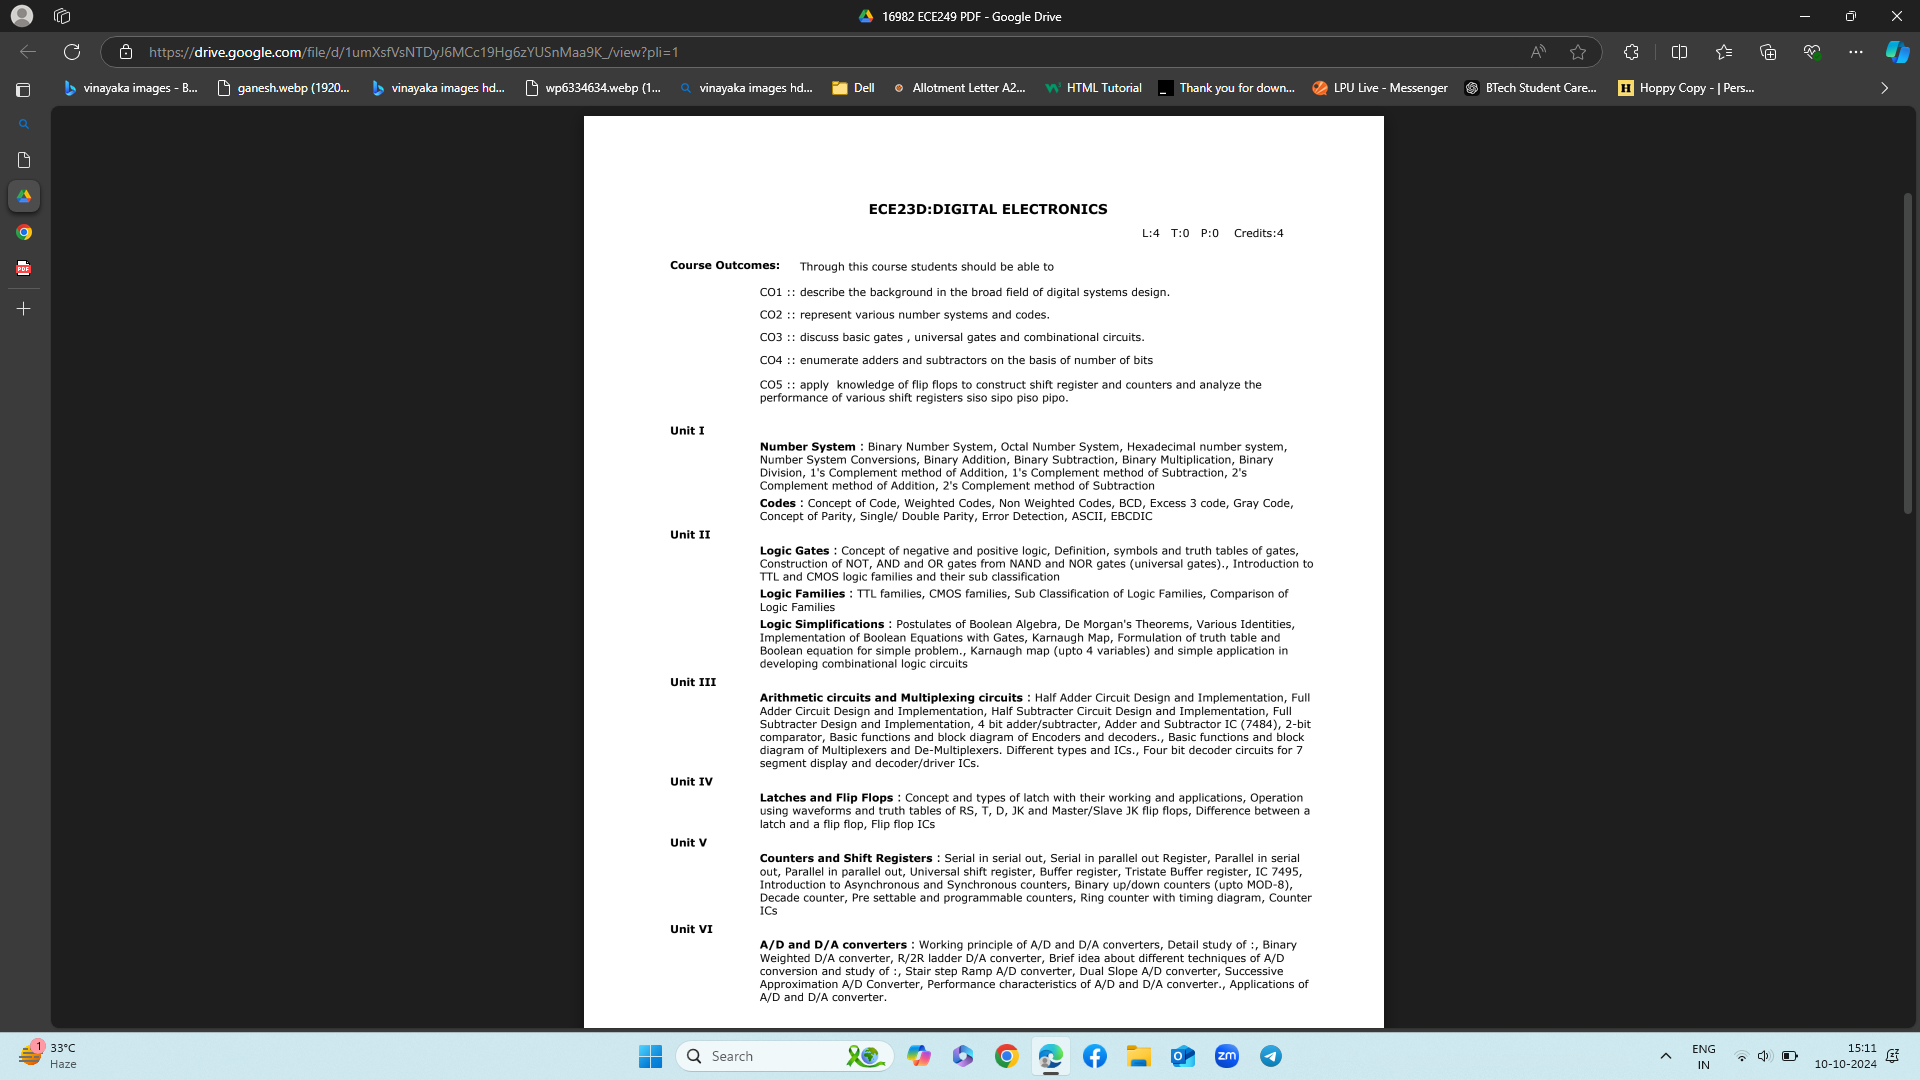 16982 ECE249 PDF - Google Drive
https://drive.google.com/file/d/1umXsfVsNTDyJ6MCc19Hg6zYUSnMaa9K_/view?pli=1
vinayaka images - B...
ganesh.webp (1920...
vinayaka images hd...
wp6334634.webp (1...
vinayaka images hd...
Dell
Allotment Letter A2...
HTML Tutorial
Thank you for down...
LPU Live - Messenger
BTech Student Care...
Hoppy Copy - | Pers...
ECE23D:DIGITAL ELECTRONICS
L:4 T:0 P:0 Credits:4
Course Outcomes: Through this course students should be able to
CO1 :: describe the background in the broad field of digital systems design.
CO2 :: represent various number systems and codes.
CO3 :: discuss basic gates , universal gates and combinational circuits.
CO4 :: enumerate adders and subtractors on the basis of number of bits
CO5 :: apply knowledge of flip flops to construct shift register and counters and analyze the
performance of various shift registers siso sipo piso pipo.
Unit I
Number System : Binary Number System, Octal Number System, Hexadecimal number system,
Number System Conversions, Binary Addition, Binary Subtraction, Binary Multiplication, Binary
Division, 1's Complement method of Addition, 1's Complement method of Subtraction, 2's
Complement method of Addition, 2's Complement method of Subtraction
Codes : Concept of Code, Weighted Codes, Non Weighted Codes, BCD, Excess 3 code, Gray Code,
Concept of Parity, Single/ Double Parity, Error Detection, ASCII, EBCDIC
Unit II
Logic Gates : Concept of negative and positive logic, Definition, symbols and truth tables of gates,
Construction of NOT, AND and OR gates from NAND and NOR gates (universal gates)., Introduction to
TTL and CMOS logic families and their sub classification
Logic Families : TTL families, CMOS families, Sub Classification of Logic Families, Comparison of
Logic Families
Logic Simplifications : Postulates of Boolean Algebra, De Morgan's Theorems, Various Identities,
Implementation of Boolean Equations with Gates, Karnaugh Map, Formulation of truth table and
Boolean equation for simple problem., Karnaugh map (upto 4 variables) and simple application in
developing combinational logic circuits
Unit III
Arithmetic circuits and Multiplexing circuits : Half Adder Circuit Design and Implementation, Full
Adder Circuit Design and Implementation, Half Subtracter Circuit Design and Implementation, Full
Subtracter Design and Implementation, 4 bit adder/subtracter, Adder and Subtractor IC (7484), 2-bit
comparator, Basic functions and block diagram of Encoders and decoders., Basic functions and block
diagram of Multiplexers and De-Multiplexers. Different types and ICs., Four bit decoder circuits for 7
segment display and decoder/driver ICs.
Unit IV
Latches and Flip Flops : Concept and types of latch with their working and applications, Operation
using waveforms and truth tables of RS, T, D, JK and Master/Slave JK flip flops, Difference between a
latch and a flip flop, Flip flop ICs
Unit V
Counters and Shift Registers : Serial in serial out, Serial in parallel out Register, Parallel in serial
out, Parallel in parallel out, Universal shift register, Buffer register, Tristate Buffer register, IC 7495,
Introduction to Asynchronous and Synchronous counters, Binary up/down counters (upto MOD-8),
Decade counter, Pre settable and programmable counters, Ring counter with timing diagram, Counter
ICs
Unit VI
A/D and D/A converters : Working principle of A/D and D/A converters, Detail study of :, Binary
Weighted D/A converter, R/2R ladder D/A converter, Brief idea about different techniques of A/D
conversion and study of :, Stair step Ramp A/D converter, Dual Slope A/D converter, Successive
Approximation A/D Converter, Performance characteristics of A/D and D/A converter., Applications of
A/D and D/A converter.
1
33°C
Haze
Search
zm
ENG
IN
15:11
10-10-2024